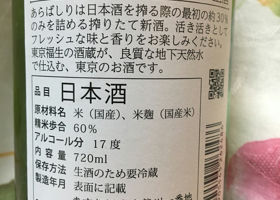 あらばしりは日本酒を搾る際の最初の約30%
のみを詰める搾りたて新酒。活き活きとして
フレッシュな味と香りをお楽しみください。
東京福生の酒蔵が、良質な地下天然水
で仕込む、東京のお酒です。
品目 日本酒
原材料名 米(国産)、米麹(国産米)
精米歩合 60%
アルコール分 17度
内容量 720ml
保存方法 生酒のため要冷蔵
製造年月 表面に記載